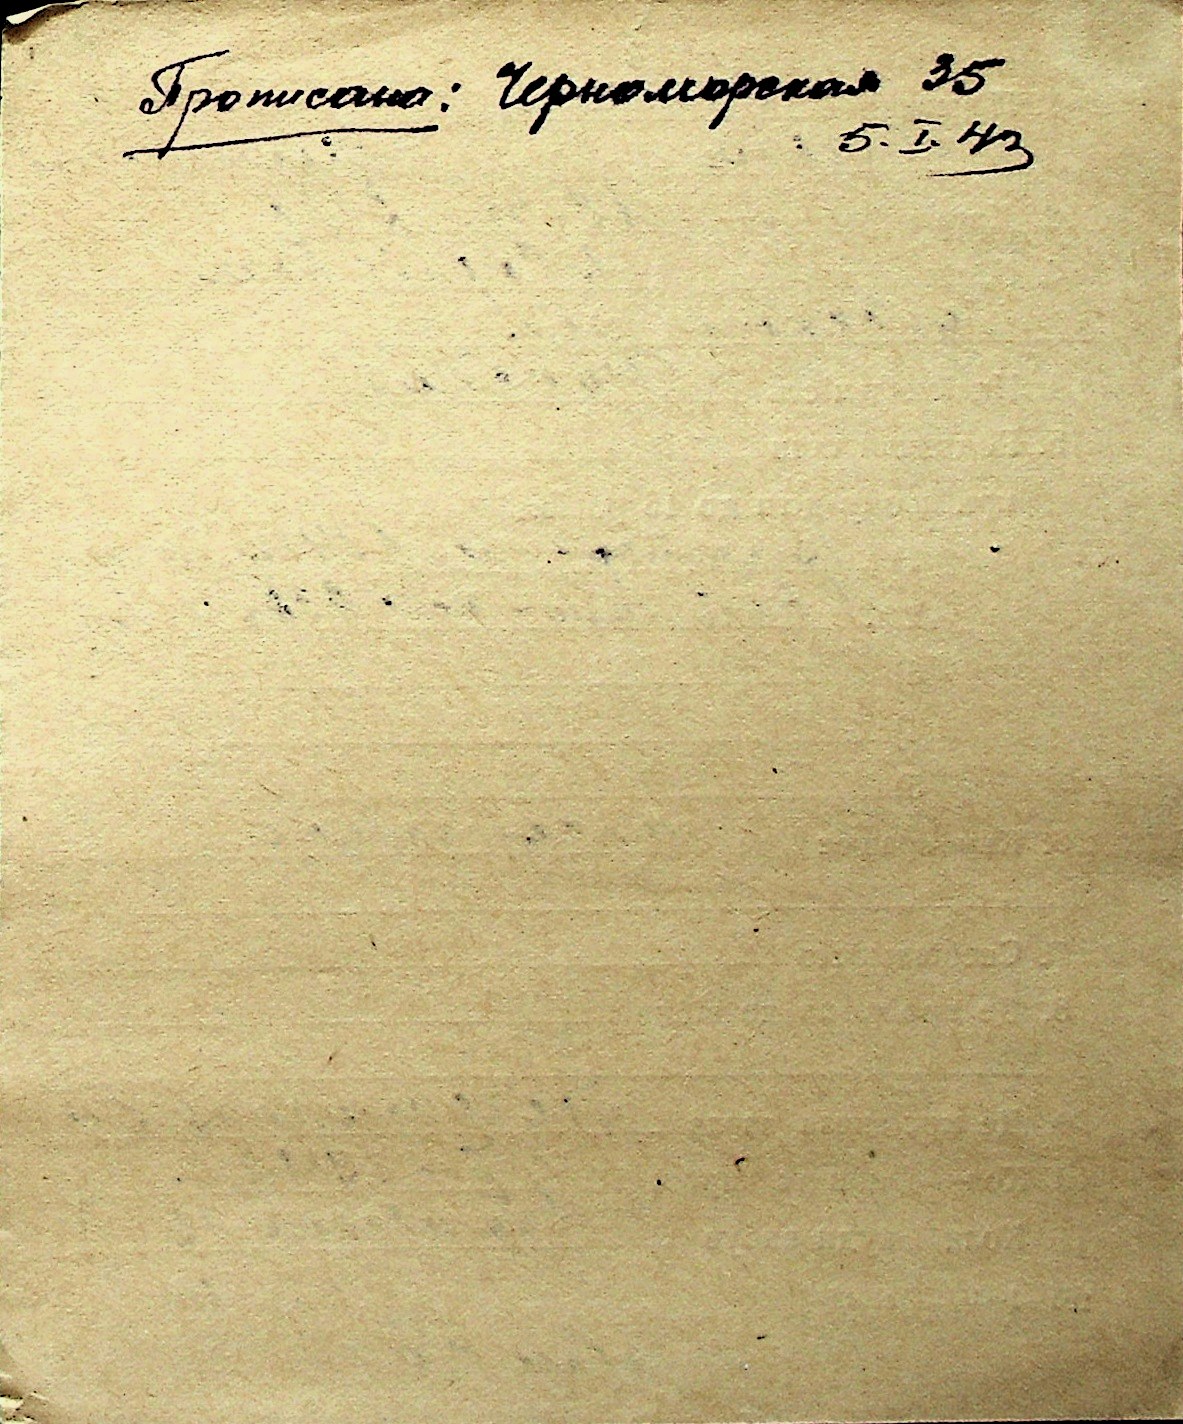 Прописана: Черноморская 35
5. I. 43